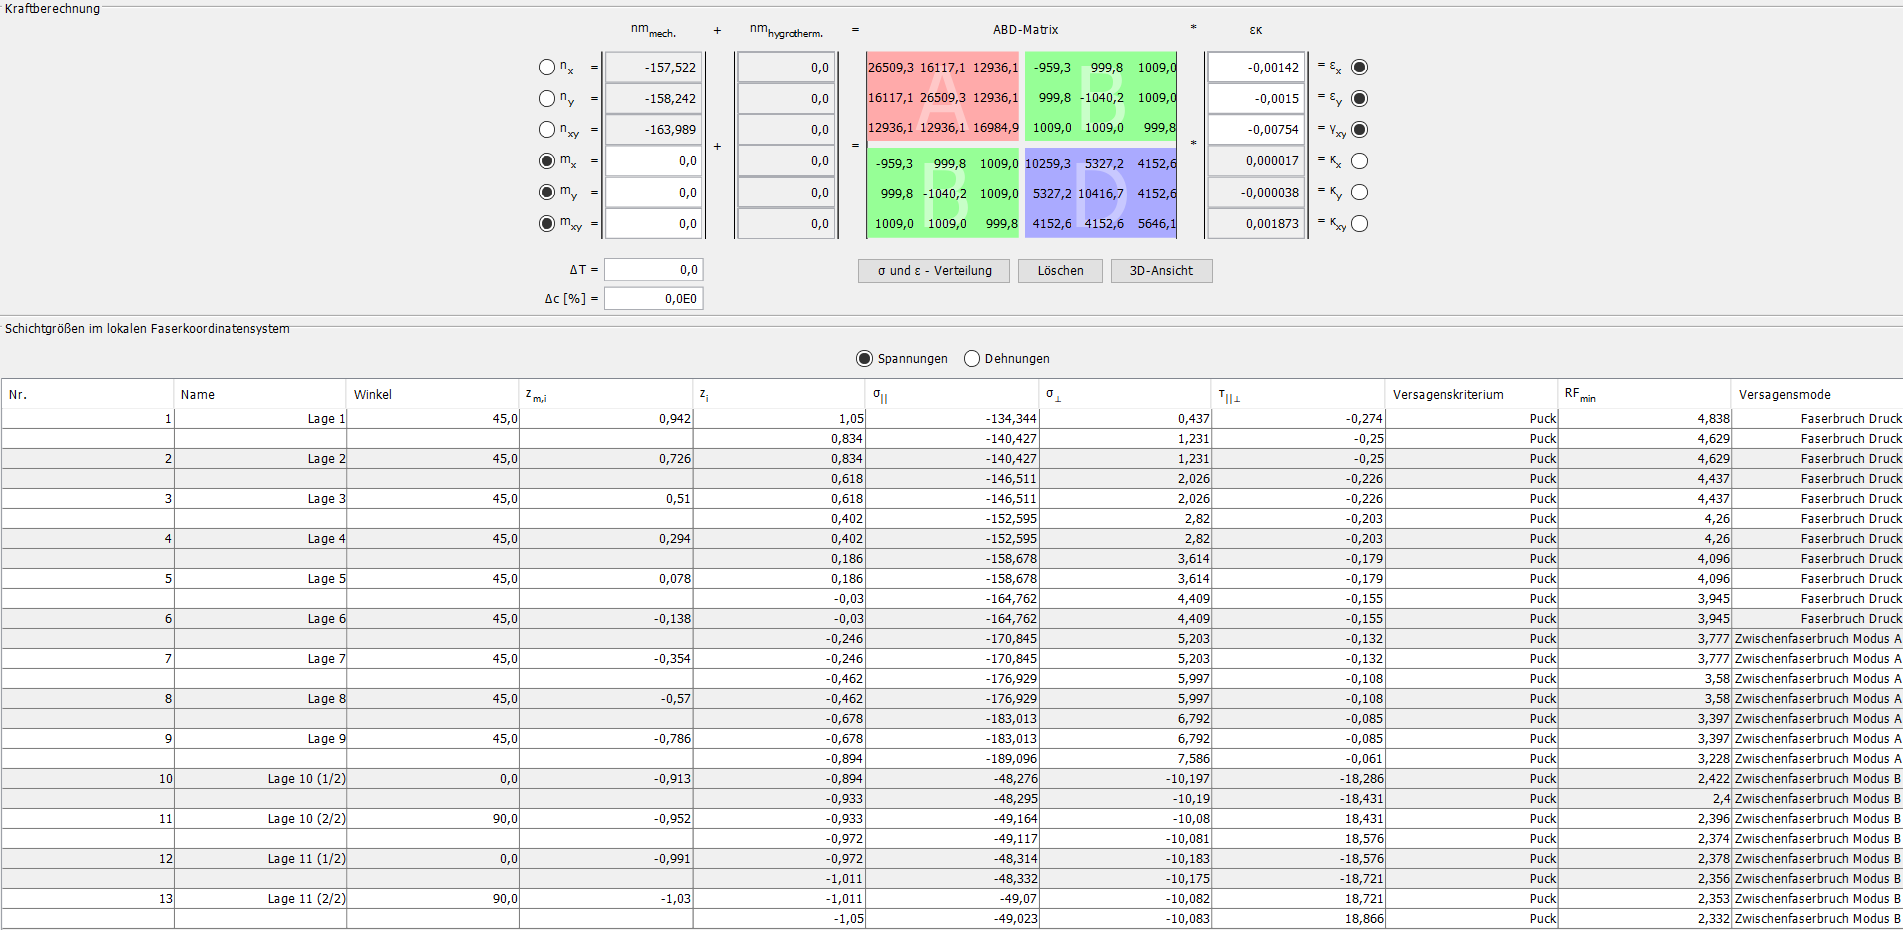 Kraftberechnung
nm mech. + nm hygrotherm. = ABD-Matrix * εκ
n x = -157,522 0,0 26509,3 16117,1 12936,1 -959,3 999,8 1009,0 -0,00142 = ε x
n y = -158,242 0,0 16117,1 26509,3 12936,1 999,8 -1040,2 1009,0 -0,0015 = ε y
n xy = -163,989 0,0 12936,1 12936,1 16984,9 1009,0 1009,0 999,8 -0,00754 = γ xy
+ + = *
m x = 0,0 0,0 -959,3 999,8 1009,0 10259,3 5327,2 4152,6 0,000017 = κ x
m y = 0,0 0,0 999,8 -1040,2 1009,0 5327,2 10416,7 4152,6 -0,000038 = κ y
m xy = 0,0 0,0 1009,0 1009,0 999,8 4152,6 4152,6 5646,1 0,001873 = κ xy
A B
B D
ΔT = 0,0 σ und ε - Verteilung Löschen 3D-Ansicht
Δc [%] = 0,0E0
Schichtgrößen im lokalen Faserkoordinatensystem
Spannungen Dehnungen
Nr. Name Winkel z m,i z i σ || σ ⊥ τ ||⊥ Versagenskriterium RF min Versagensmode
1 Lage 1 45,0 0,942 1,05 -134,344 0,437 -0,274 Puck 4,838 Faserbruch Druck
0,834 -140,427 1,231 -0,25 Puck 4,629 Faserbruch Druck
2 Lage 2 45,0 0,726 0,834 -140,427 1,231 -0,25 Puck 4,629 Faserbruch Druck
0,618 -146,511 2,026 -0,226 Puck 4,437 Faserbruch Druck
3 Lage 3 45,0 0,51 0,618 -146,511 2,026 -0,226 Puck 4,437 Faserbruch Druck
0,402 -152,595 2,82 -0,203 Puck 4,26 Faserbruch Druck
4 Lage 4 45,0 0,294 0,402 -152,595 2,82 -0,203 Puck 4,26 Faserbruch Druck
0,186 -158,678 3,614 -0,179 Puck 4,096 Faserbruch Druck
5 Lage 5 45,0 0,078 0,186 -158,678 3,614 -0,179 Puck 4,096 Faserbruch Druck
-0,03 -164,762 4,409 -0,155 Puck 3,945 Faserbruch Druck
6 Lage 6 45,0 -0,138 -0,03 -164,762 4,409 -0,155 Puck 3,945 Faserbruch Druck
-0,246 -170,845 5,203 -0,132 Puck 3,777 Zwischenfaserbruch Modus A
7 Lage 7 45,0 -0,354 -0,246 -170,845 5,203 -0,132 Puck 3,777 Zwischenfaserbruch Modus A
-0,462 -176,929 5,997 -0,108 Puck 3,58 Zwischenfaserbruch Modus A
8 Lage 8 45,0 -0,57 -0,462 -176,929 5,997 -0,108 Puck 3,58 Zwischenfaserbruch Modus A
-0,678 -183,013 6,792 -0,085 Puck 3,397 Zwischenfaserbruch Modus A
9 Lage 9 45,0 -0,786 -0,678 -183,013 6,792 -0,085 Puck 3,397 Zwischenfaserbruch Modus A
-0,894 -189,096 7,586 -0,061 Puck 3,228 Zwischenfaserbruch Modus A
10 Lage 10 (1/2) 0,0 -0,913 -0,894 -48,276 -10,197 -18,286 Puck 2,422 Zwischenfaserbruch Modus B
-0,933 -48,295 -10,19 -18,431 Puck 2,4 Zwischenfaserbruch Modus B
11 Lage 10 (2/2) 90,0 -0,952 -0,933 -49,164 -10,08 18,431 Puck 2,396 Zwischenfaserbruch Modus B
-0,972 -49,117 -10,081 18,576 Puck 2,374 Zwischenfaserbruch Modus B
12 Lage 11 (1/2) 0,0 -0,991 -0,972 -48,314 -10,183 -18,576 Puck 2,378 Zwischenfaserbruch Modus B
-1,011 -48,332 -10,175 -18,721 Puck 2,356 Zwischenfaserbruch Modus B
13 Lage 11 (2/2) 90,0 -1,03 -1,011 -49,07 -10,082 18,721 Puck 2,353 Zwischenfaserbruch Modus B
-1,05 -49,023 -10,083 18,866 Puck 2,332 Zwischenfaserbruch Modus B